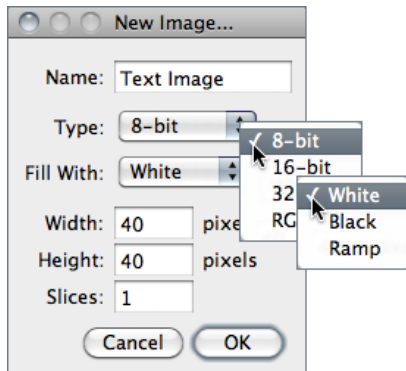 New Image...
Name: Text Image
Type: 8-bit
✓ 8-bit
16-bit
Fill With: White
32
✓ White
RG
Black
Ramp
Width: 40
Height: 40 pixels
Slices: 1
Cancel OK